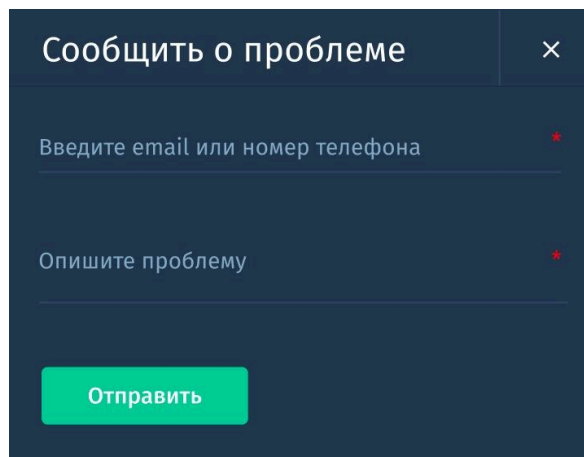 Сообщить о проблеме ×
Введите email или номер телефона *
Опишите проблему *
Отправить